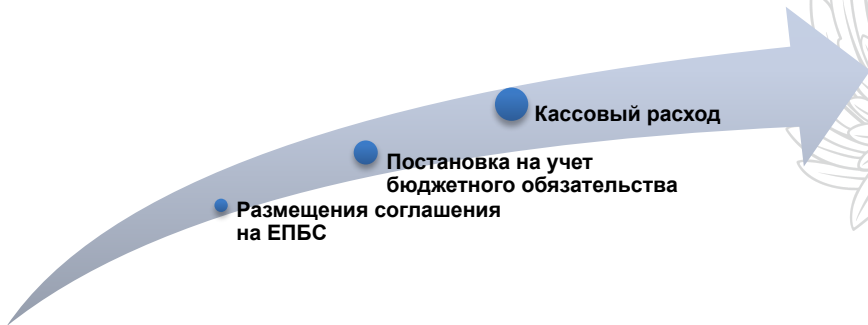 Кассовый расход
Постановка на учет
бюджетного обязательства
Размещения соглашения
на ЕПБС